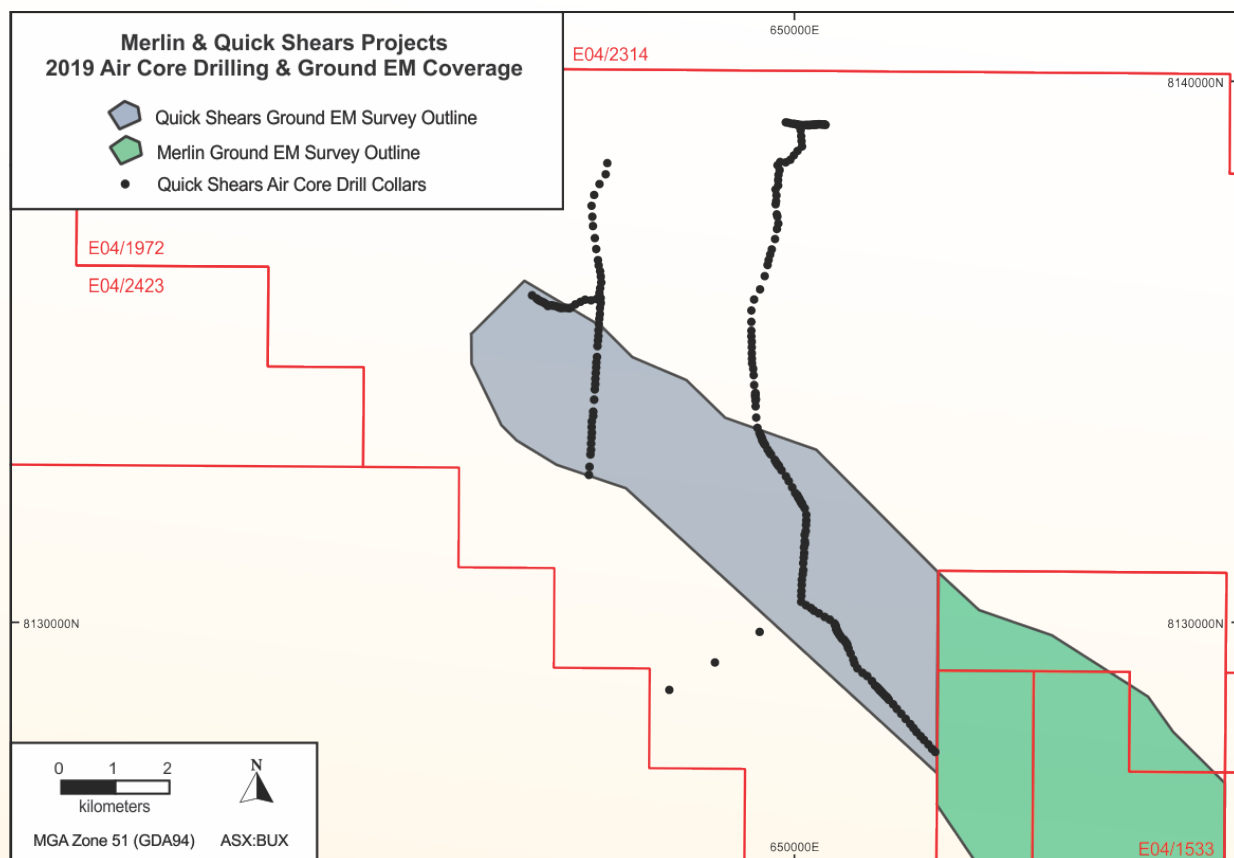 Merlin & Quick Shears Projects
2019 Air Core Drilling & Ground EM Coverage
Quick Shears Ground EM Survey Outline
Merlin Ground EM Survey Outline
Quick Shears Air Core Drill Collars
650000E
E04/2314
8140000N
E04/1972
E04/2423
8130000N
8130000N
0 1 2
kilometers
N
MGA Zone 51 (GDA94) ASX:BUX
650000E
E04/1533